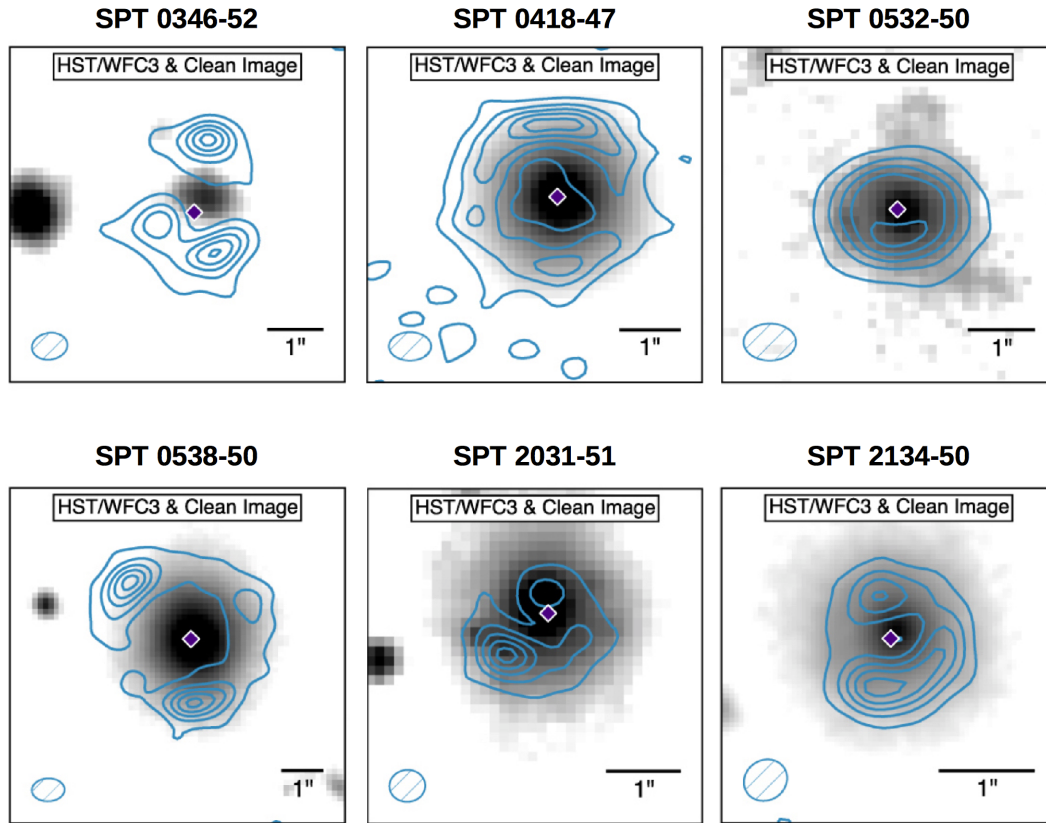 SPT 0346-52
SPT 0418-47
SPT 0532-50
HST/WFC3 & Clean Image
HST/WFC3 & Clean Image
HST/WFC3 & Clean Image
1"
1"
1"
SPT 0538-50
SPT 2031-51
SPT 2134-50
HST/WFC3 & Clean Image
HST/WFC3 & Clean Image
HST/WFC3 & Clean Image
1"
1"
1"